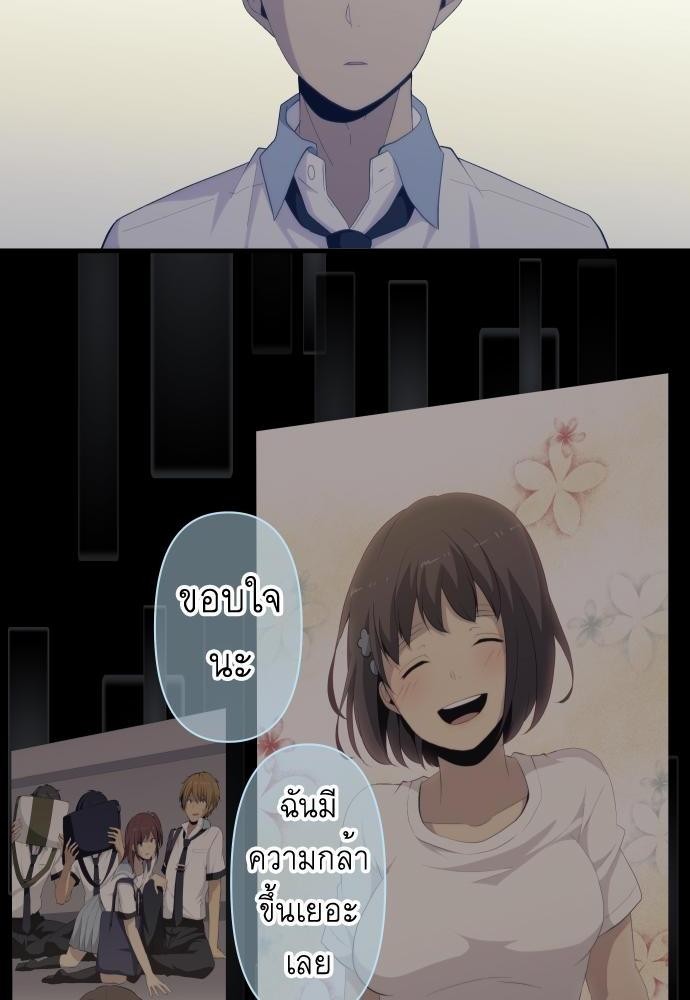 ขอบใจ
นะ
ฉันมี
ความกล้า
ขึ้นเยอะ
เลย